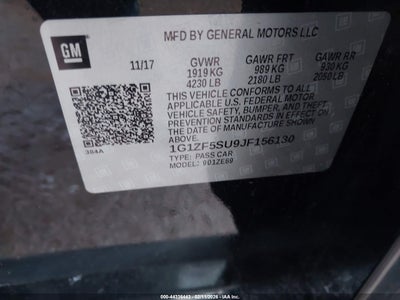 GM
MFD BY GENERAL MOTORS LLC
11/17
GVWR
1919 KG
4230 LB
GAWR FRT
989 KG
2180 LB
GAWR RR
930 KG
2050 LB
THIS VEHICLE CONFORMS TO ALL
APPLICABLE U.S. FEDERAL MOTOR
VEHICLE SAFETY, BUMPER, AND THEFT
PREVENTION STANDARDS IN EFFECT ON
THE DATE OF MANUFACTURE SHOWN ABOVE.
384A
1G1ZF5SU9JF156130
TYPE: PASS CAR
MODEL: 901ZE69